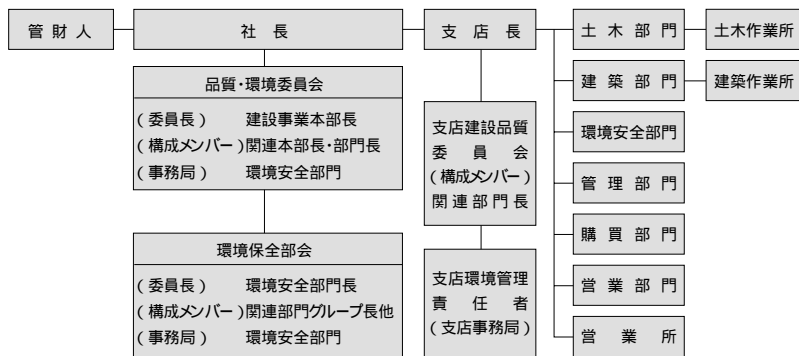 管財人
社長
品質・環境委員会
(委員長) 建設事業本部長
(構成メンバー)関連本部長・部門長
(事務局) 環境安全部門
環境保全部会
(委員長) 環境安全部門長
(構成メンバー)関連部門グループ長他
(事務局) 環境安全部門
支店長
支店建設品質
委員会
(構成メンバー)
関連部門長
支店環境管理
責任者
(支店事務局)
土木部門
土木作業所
建築部門
建築作業所
環境安全部門
管理部門
購買部門
営業部門
営業所